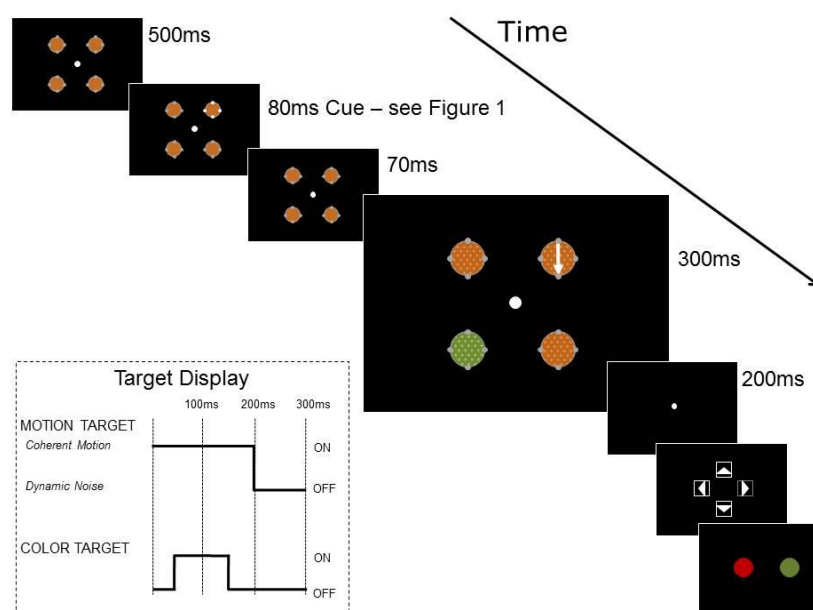 Time
500ms
80ms Cue – see Figure 1
70ms
300ms
200ms
Target Display
100ms 200ms 300ms
MOTION TARGET
Coherent Motion ON
Dynamic Noise OFF
COLOR TARGET ON
OFF